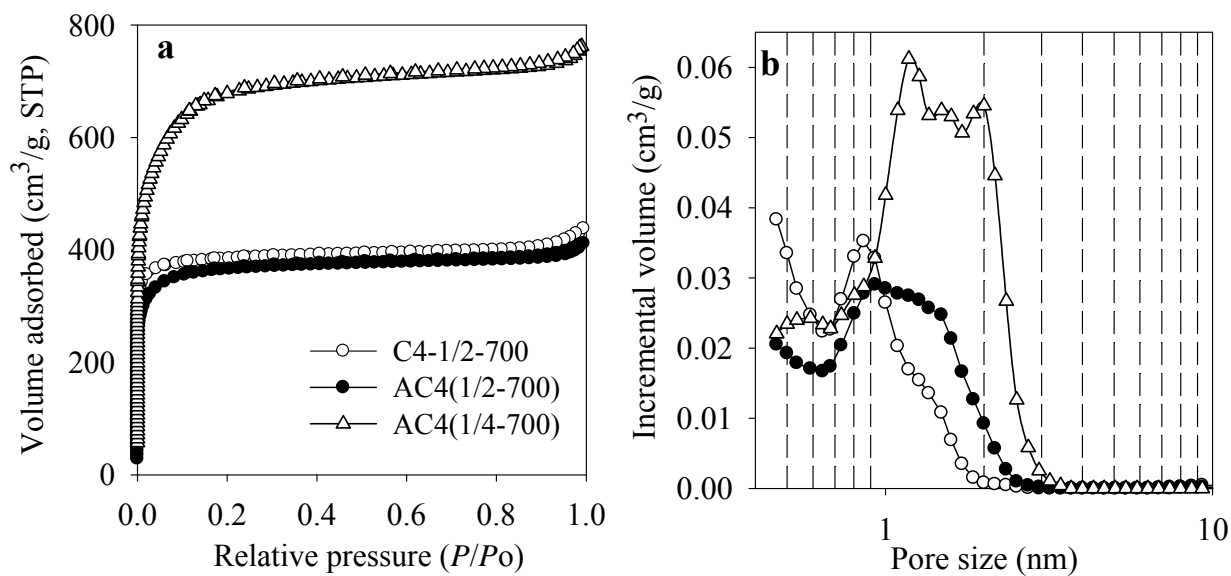 a
Volume adsorbed (cm³/g, STP)
800
600
400
200
0
0.0 0.2 0.4 0.6 0.8 1.0
Relative pressure (P/Po)
C4-1/2-700
AC4(1/2-700)
AC4(1/4-700)
b
Incremental volume (cm³/g)
0.06
0.05
0.04
0.03
0.02
0.01
0.00
1 10
Pore size (nm)